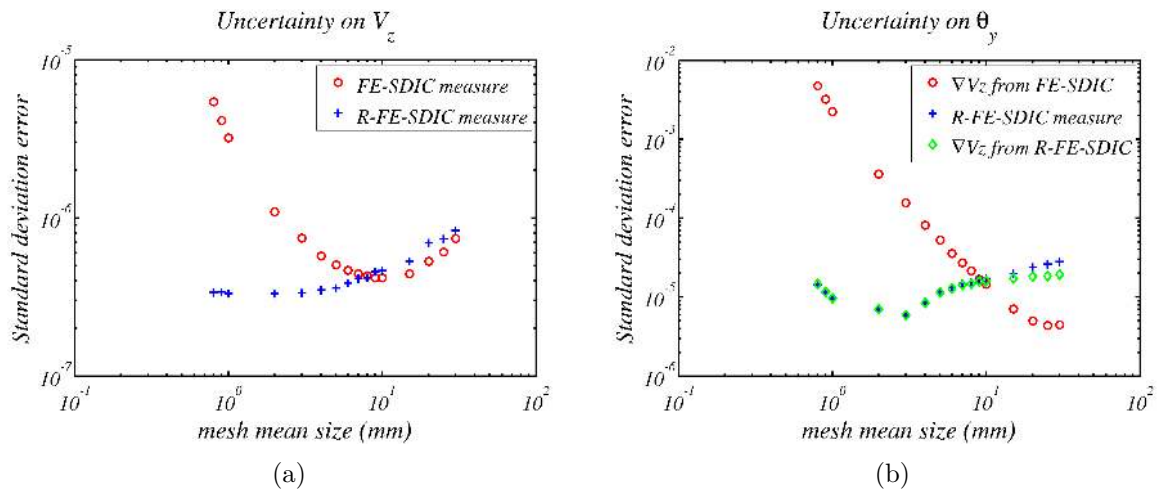 Uncertainty on V_z
Standard deviation error
10^-5
10^-6
10^-7
10^-1
10^0
10^1
10^2
mesh mean size (mm)
FE-SDIC measure
R-FE-SDIC measure
(a)
Uncertainty on θ_y
Standard deviation error
10^-2
10^-3
10^-4
10^-5
10^-6
10^-1
10^0
10^1
10^2
mesh mean size (mm)
∇Vz from FE-SDIC
R-FE-SDIC measure
∇Vz from R-FE-SDIC
(b)